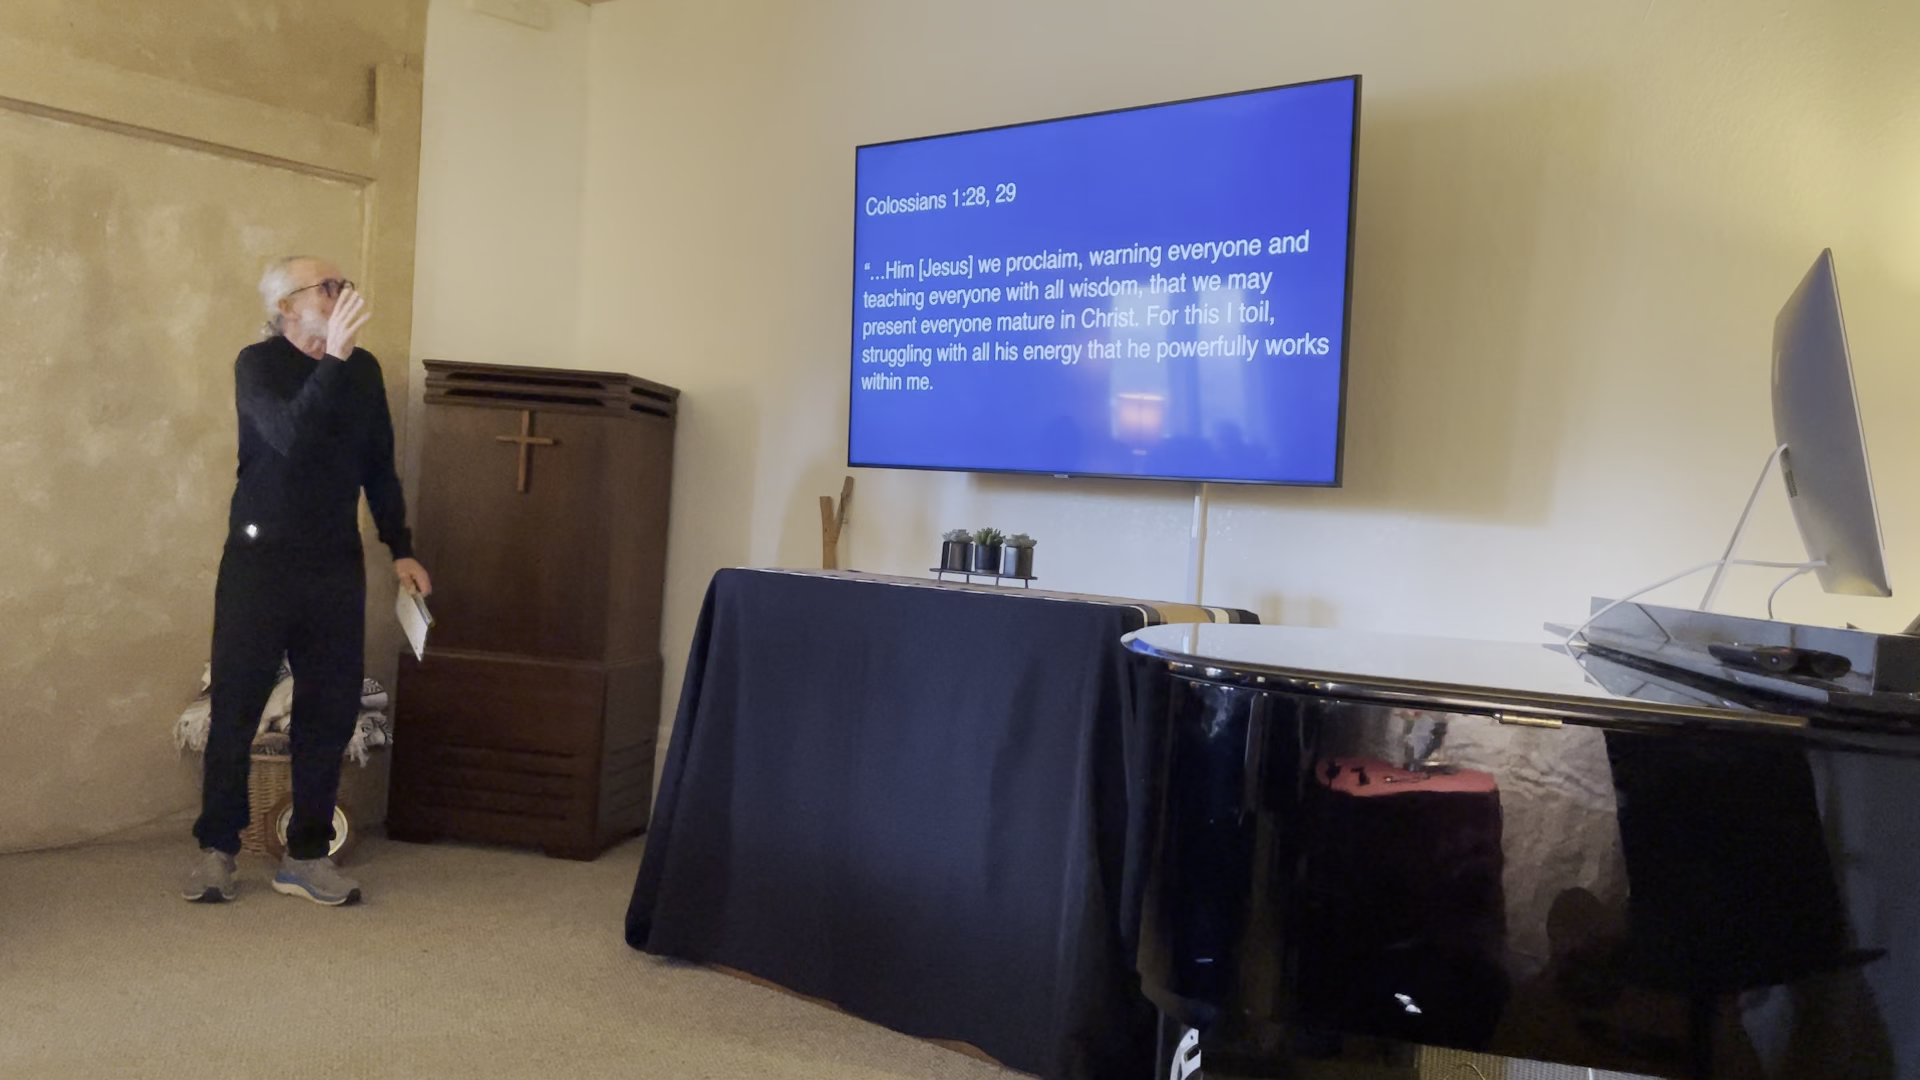 Colossians 1:28, 29
“...Him [Jesus] we proclaim, warning everyone and
teaching everyone with all wisdom, that we may
present everyone mature in Christ. For this I toil,
struggling with all his energy that he powerfully works
within me.